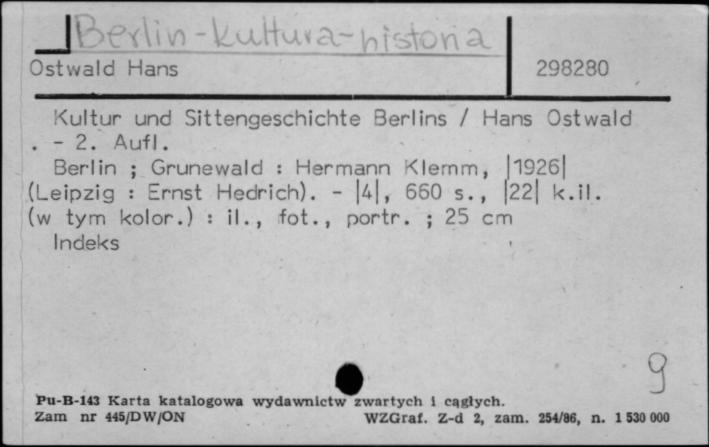 Berlin - kultura - historia
Ostwald Hans 298280
Kultur und Sittengeschichte Berlins / Hans Ostwald
. - 2. Aufl.
Berlin ; Grunewald : Hermann Klemm, |1926|
(Leipzig : Ernst Hedrich). - |4|, 660 s., |22| k.il.
(w tym kolor.) : il., fot., portr. ; 25 cm
Indeks
g
Pu-B-143 Karta katalogowa wydawnictw zwartych i ciągłych.
Zam nr 445/DW/ON WZGraf. Z-d 2, zam. 254/86, n. 1 530 000